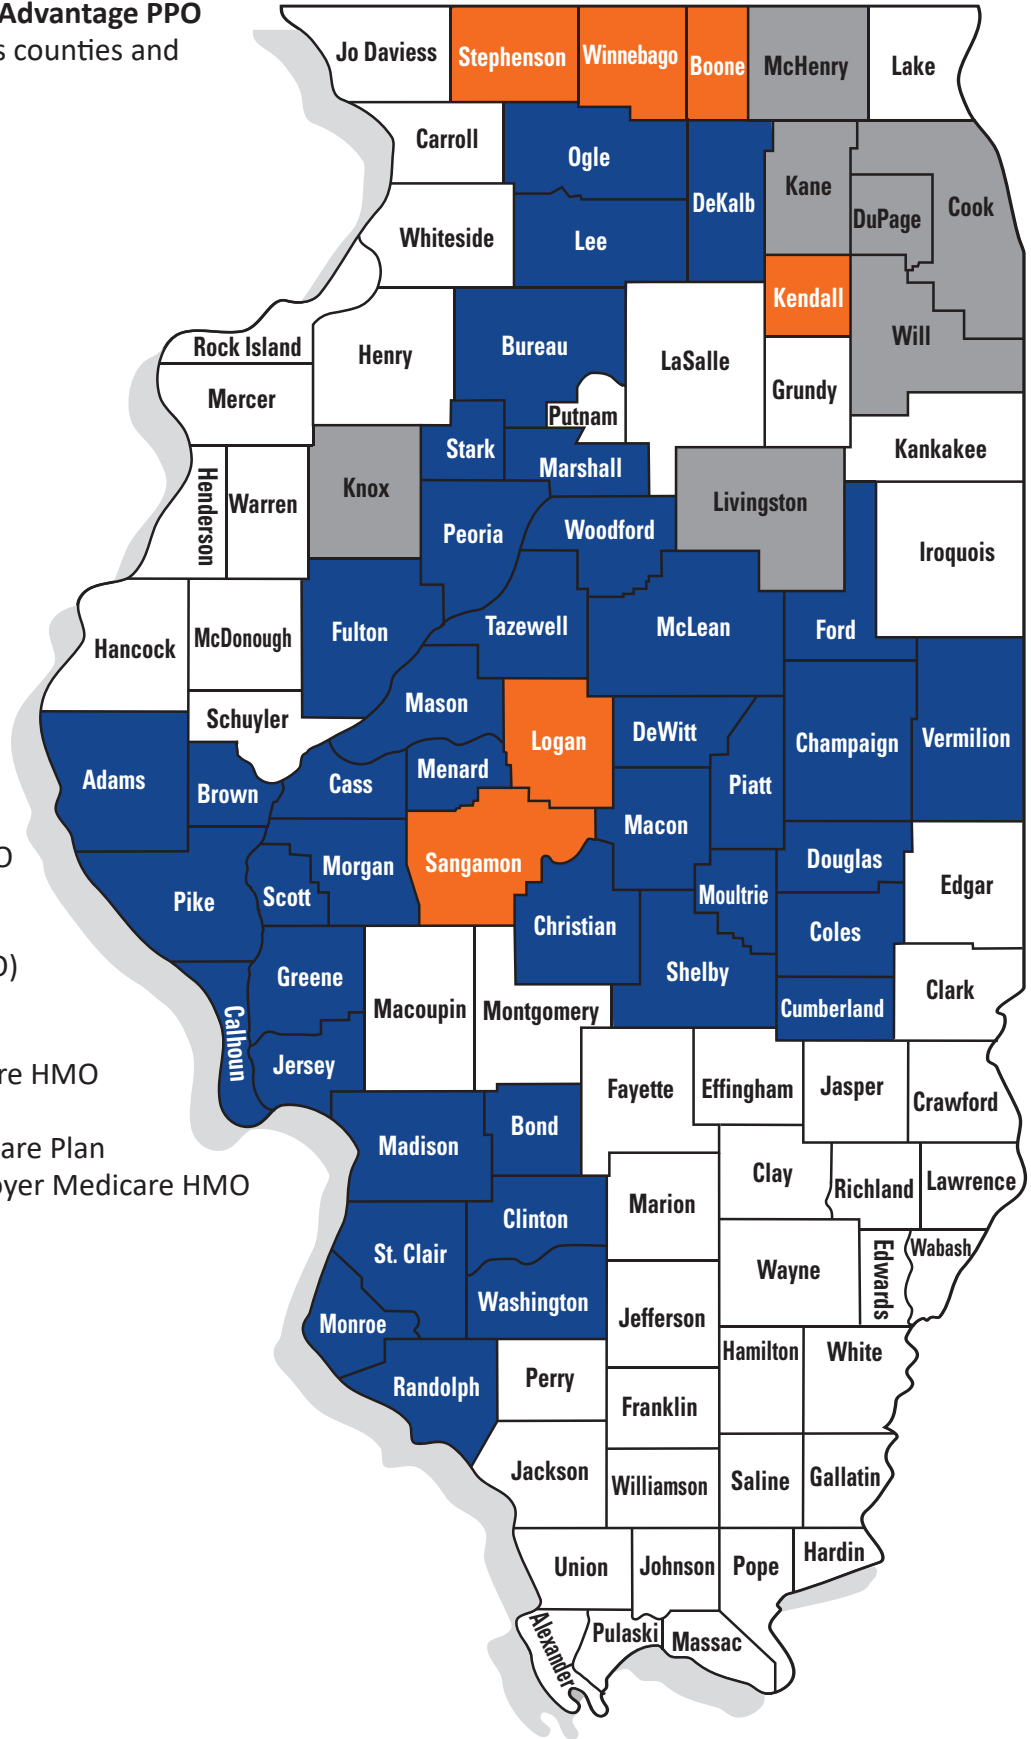 Advantage PPO
s counties and
Jo Daviess
Stephenson
Winnebago
Boone
McHenry
Lake
Carroll
Ogle
DeKalb
Kane
DuPage
Cook
Whiteside
Lee
Kendall
Will
Rock Island
Henry
Bureau
LaSalle
Grundy
Mercer
Putnam
Kankakee
Henderson
Warren
Knox
Stark
Marshall
Livingston
Peoria
Woodford
Iroquois
Hancock
McDonough
Fulton
Tazewell
McLean
Ford
Schuyler
Mason
Logan
DeWitt
Champaign
Vermilion
Adams
Brown
Cass
Menard
Piatt
Macon
O
Pike
Scott
Morgan
Sangamon
Christian
Moultrie
Douglas
Edgar
Coles
D)
Greene
Macoupin
Montgomery
Shelby
Cumberland
Clark
Calhoun
Jersey
re HMO
Fayette
Effingham
Jasper
Crawford
are Plan
Madison
Bond
oyer Medicare HMO
Clay
Richland
Lawrence
Marion
Clinton
St. Clair
Wayne
Edwards
Wabash
Washington
Monroe
Jefferson
Hamilton
White
Randolph
Perry
Franklin
Jackson
Williamson
Saline
Gallatin
Union
Johnson
Pope
Hardin
Alexander
Pulaski
Massac